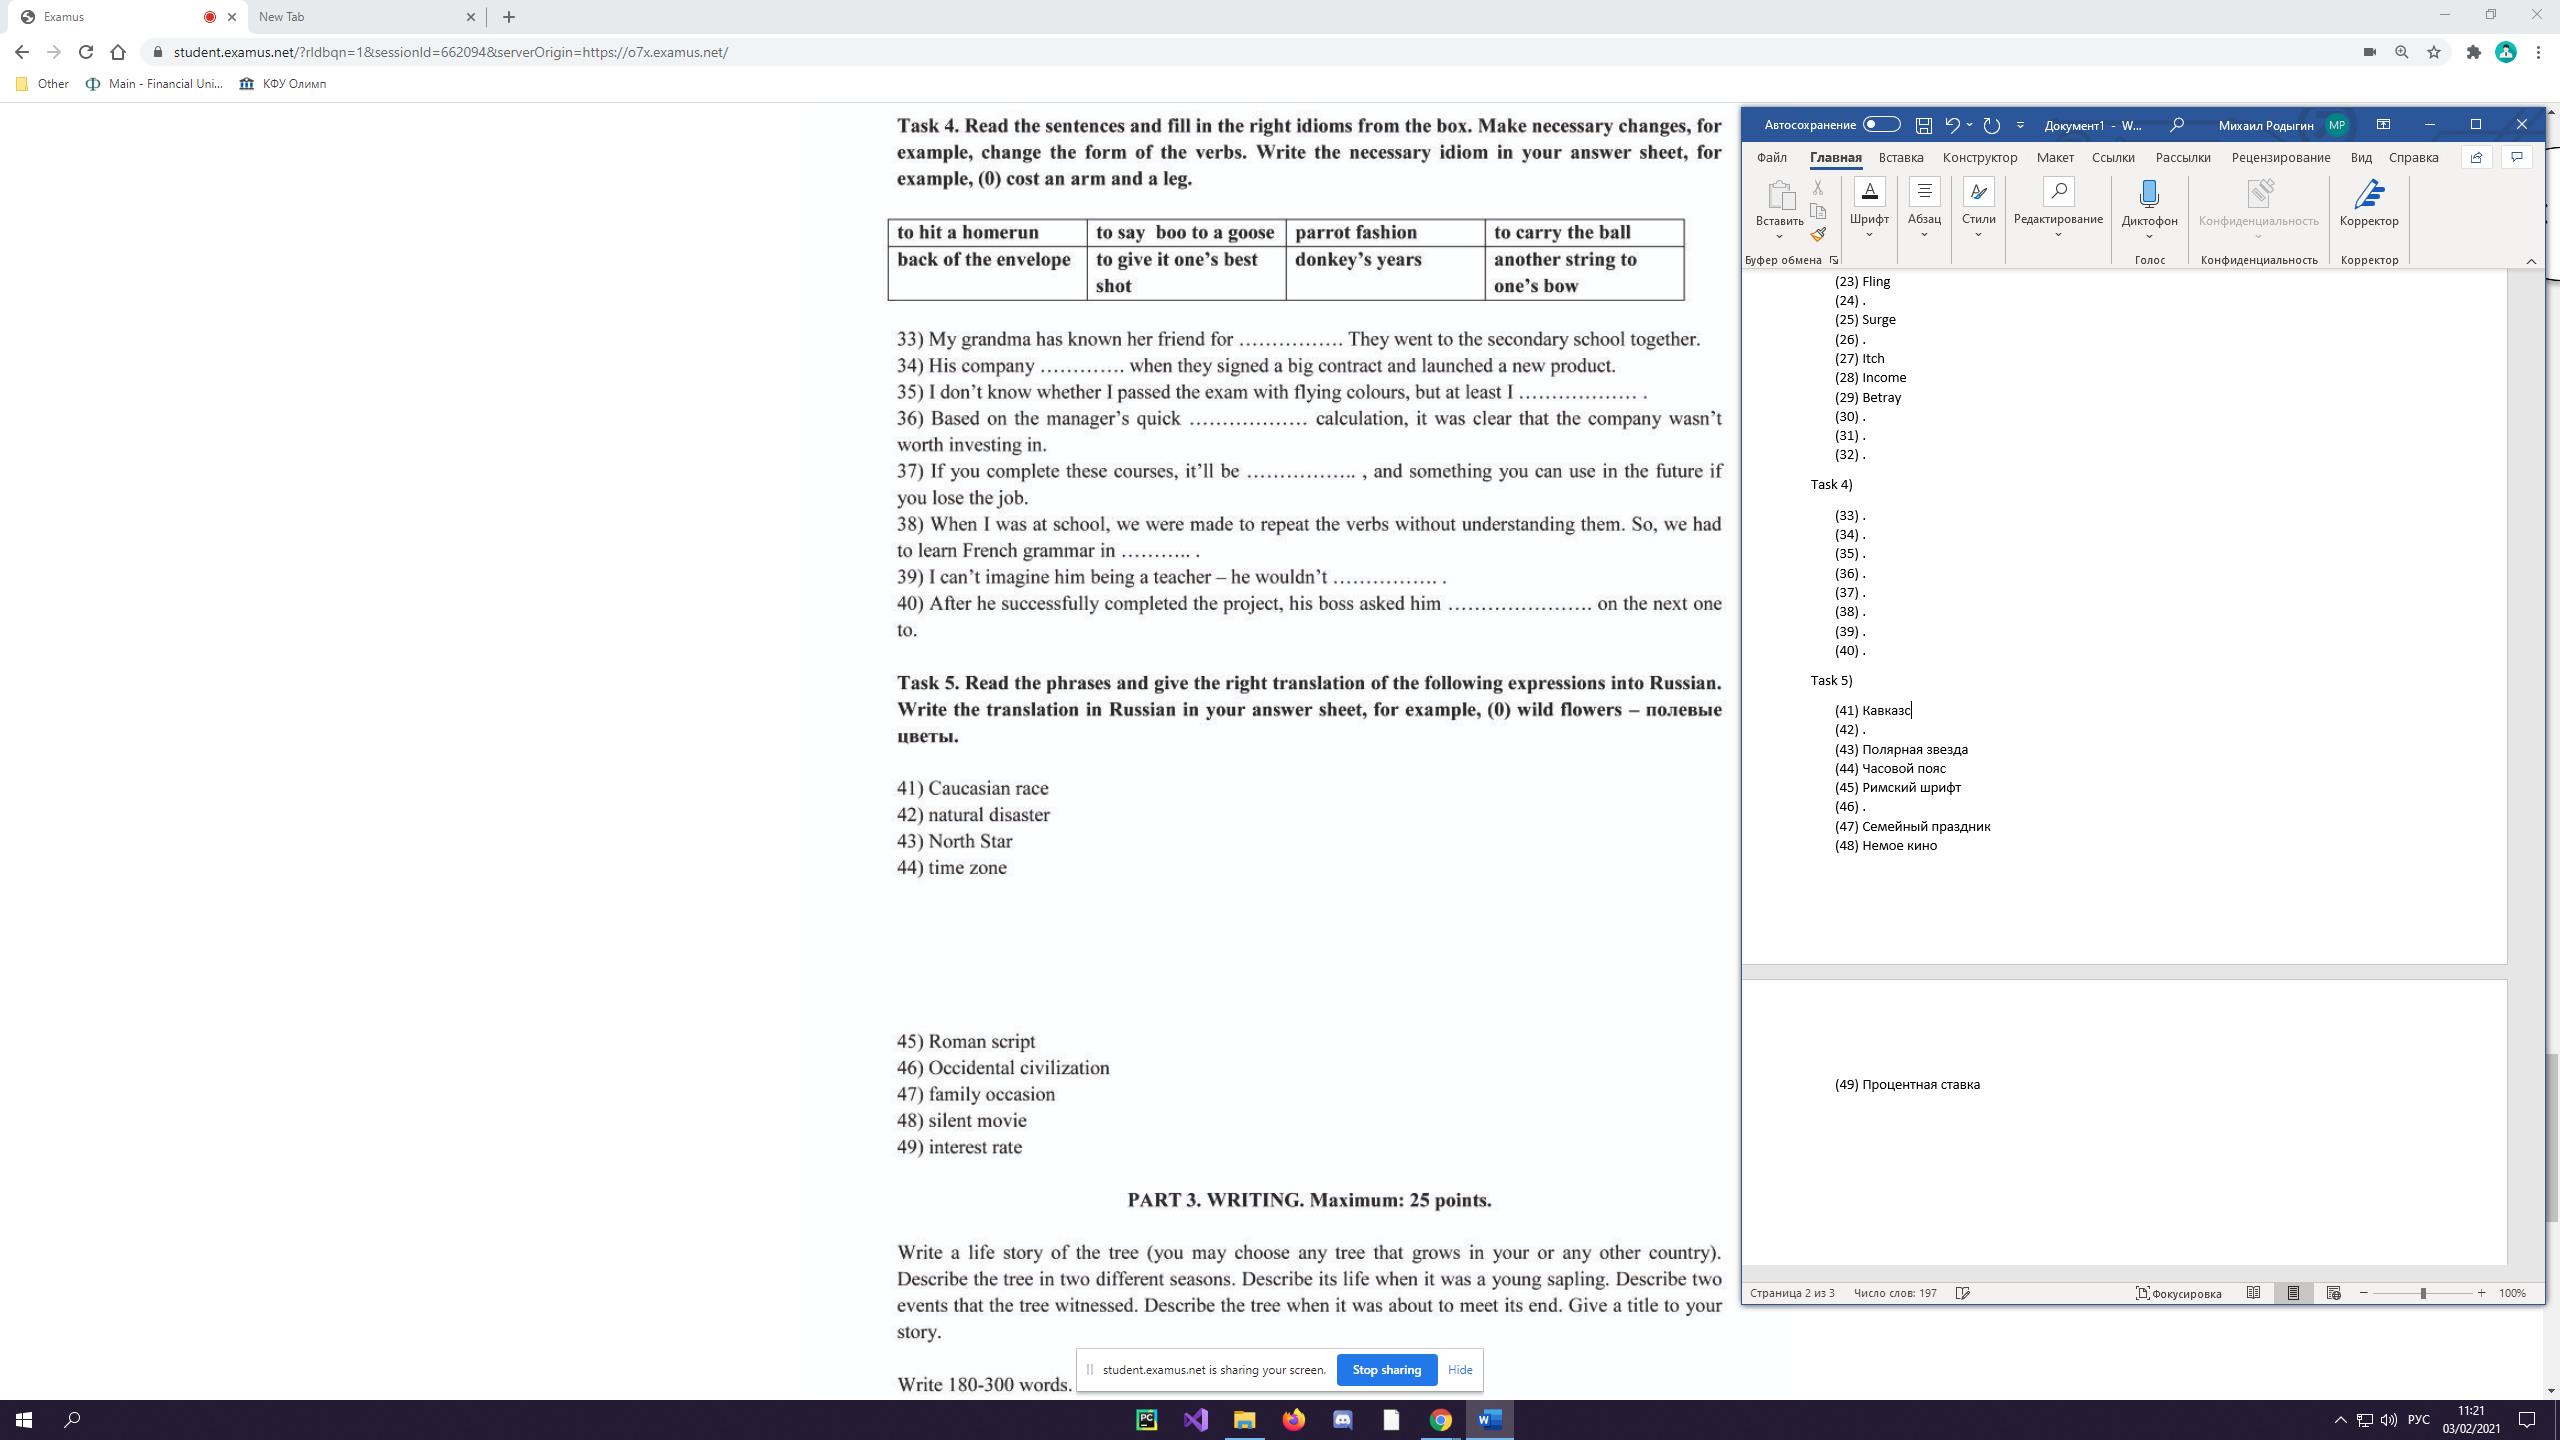 Examus
New Tab
student.examus.net/?rldbqn=1&sessionId=662094&serverOrigin=https://o7x.examus.net/
Other
Main - Financial Uni...
КФУ Олимп
Task 4. Read the sentences and fill in the right idioms from the box. Make necessary changes, for
example, change the form of the verbs. Write the necessary idiom in your answer sheet, for
example, (0) cost an arm and a leg.
to hit a homerun
to say boo to a goose
parrot fashion
to carry the ball
back of the envelope
to give it one’s best
shot
donkey’s years
another string to
one’s bow
33) My grandma has known her friend for ……………. They went to the secondary school together.
34) His company …………. when they signed a big contract and launched a new product.
35) I don’t know whether I passed the exam with flying colours, but at least I ……………… .
36) Based on the manager’s quick ……………… calculation, it was clear that the company wasn’t
worth investing in.
37) If you complete these courses, it’ll be …………….. , and something you can use in the future if
you lose the job.
38) When I was at school, we were made to repeat the verbs without understanding them. So, we had
to learn French grammar in ……….. .
39) I can’t imagine him being a teacher – he wouldn’t ……………. .
40) After he successfully completed the project, his boss asked him …………………. on the next one
to.
Task 5. Read the phrases and give the right translation of the following expressions into Russian.
Write the translation in Russian in your answer sheet, for example, (0) wild flowers – полевые
цветы.
41) Caucasian race
42) natural disaster
43) North Star
44) time zone
45) Roman script
46) Occidental civilization
47) family occasion
48) silent movie
49) interest rate
PART 3. WRITING. Maximum: 25 points.
Write a life story of the tree (you may choose any tree that grows in your or any other country).
Describe the tree in two different seasons. Describe its life when it was a young sapling. Describe two
events that the tree witnessed. Describe the tree when it was about to meet its end. Give a title to your
story.
Write 180-300 words.
student.examus.net is sharing your screen.
Stop sharing
Hide
Автосохранение
Документ1 - W...
Михаил Родыгин
МР
Файл
Главная
Вставка
Конструктор
Макет
Ссылки
Рассылки
Рецензирование
Вид
Справка
Вставить
Шрифт
Абзац
Стили
Редактирование
Диктофон
Конфиденциальность
Корректор
Буфер обмена
Голос
Конфиденциальность
Корректор
(23) Fling
(24) .
(25) Surge
(26) .
(27) Itch
(28) Income
(29) Betray
(30) .
(31) .
(32) .
Task 4)
(33) .
(34) .
(35) .
(36) .
(37) .
(38) .
(39) .
(40) .
Task 5)
(41) Кавказс
(42) .
(43) Полярная звезда
(44) Часовой пояс
(45) Римский шрифт
(46) .
(47) Семейный праздник
(48) Немое кино
(49) Процентная ставка
Страница 2 из 3
Число слов: 197
Фокусировка
100%
PC
РУС
11:21
03/02/2021